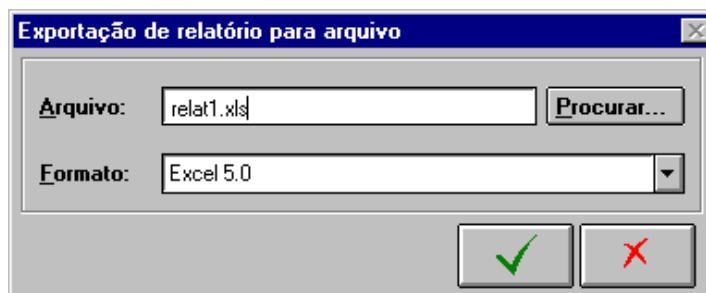 Exportação de relatório para arquivo
Arquivo: relat1.xls Procurar...
Formato: Excel 5.0